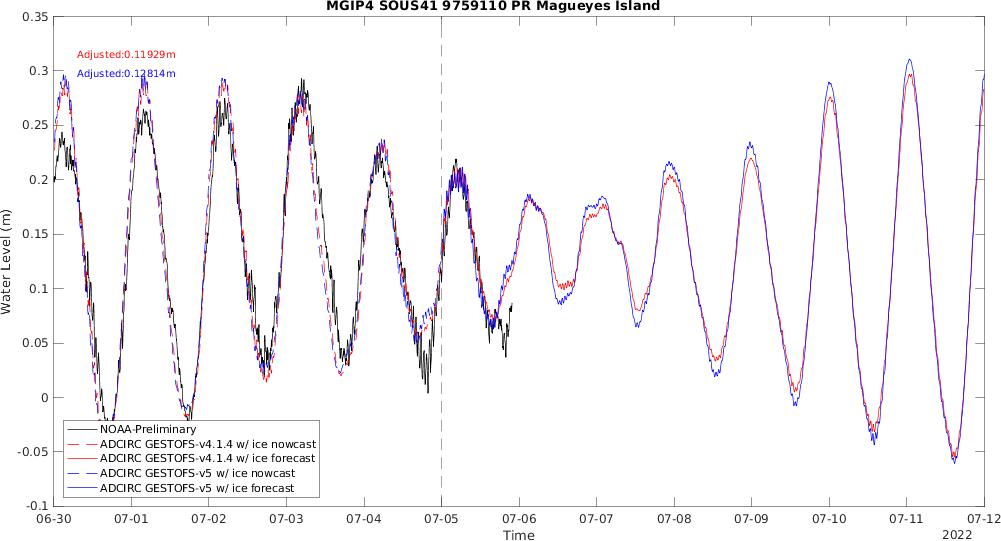 MGIP4 SOUS41 9759110 PR Magueyes Island
0.35
0.3
0.25
0.2
0.15
0.1
0.05
0
-0.05
-0.1
Water Level (m)
Adjusted:0.11929m
Adjusted:0.12814m
NOAA-Preliminary
ADCIRC GESTOFS-v4.1.4 w/ ice nowcast
ADCIRC GESTOFS-v4.1.4 w/ ice forecast
ADCIRC GESTOFS-v5 w/ ice nowcast
ADCIRC GESTOFS-v5 w/ ice forecast
06-30 07-01 07-02 07-03 07-04 07-05 07-06 07-07 07-08 07-09 07-10 07-11 07-12
Time
2022